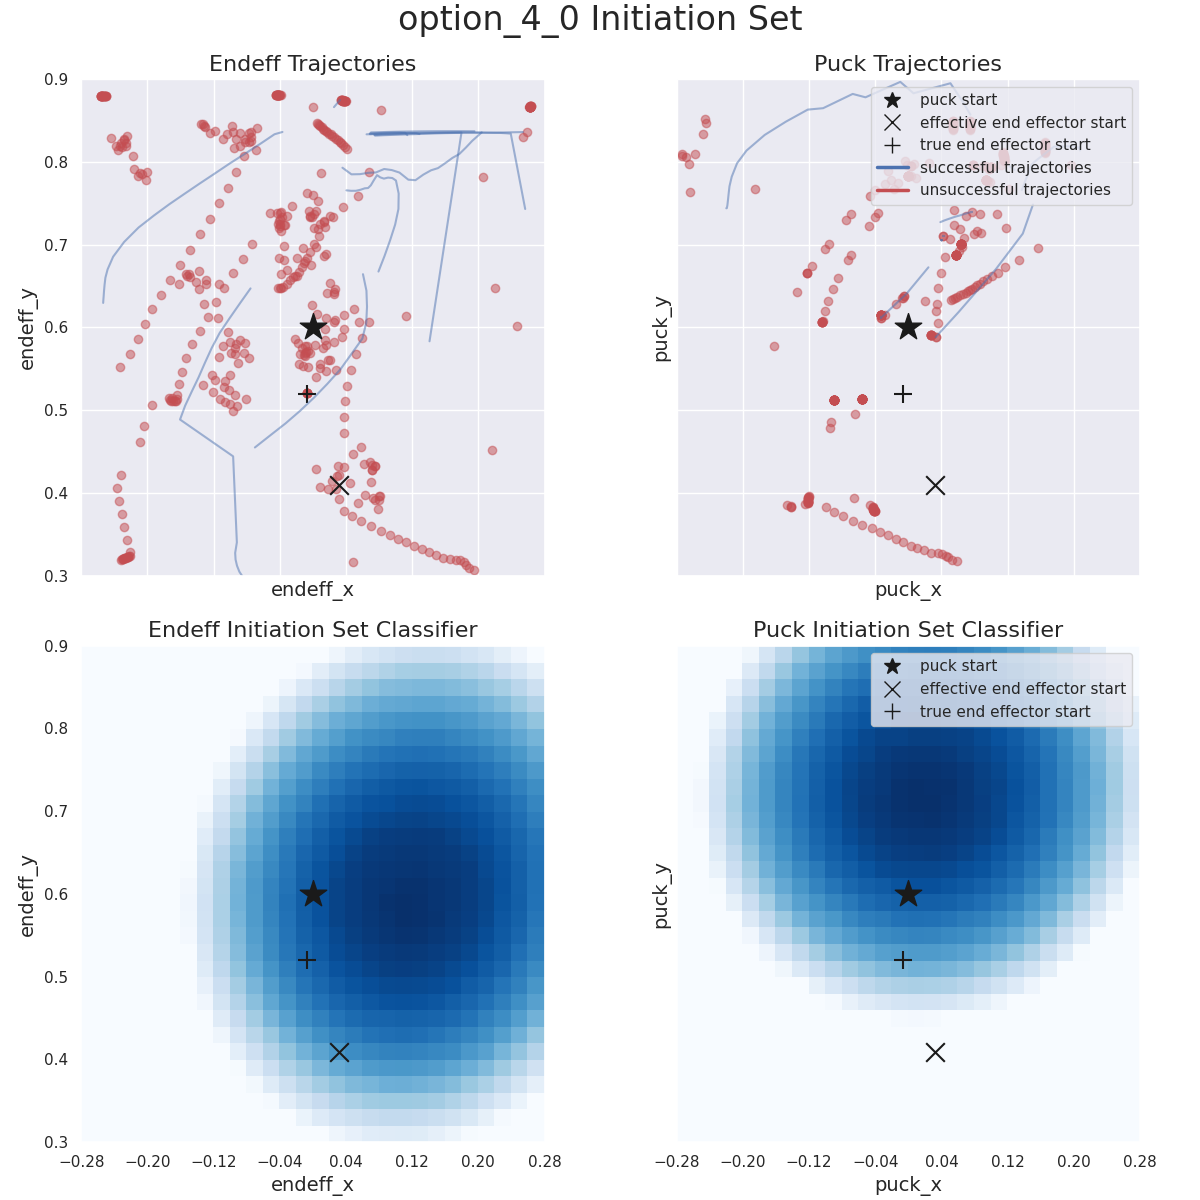 option_4_0 Initiation Set
Endeff Trajectories
Puck Trajectories
0.9
0.8
0.7
0.6
0.5
0.4
0.3
endeff_y
endeff_x
puck_y
puck_x
puck start
effective end effector start
true end effector start
successful trajectories
unsuccessful trajectories
Endeff Initiation Set Classifier
Puck Initiation Set Classifier
0.9
0.8
0.7
0.6
0.5
0.4
0.3
endeff_y
−0.28 −0.20 −0.12 −0.04 0.04 0.12 0.20 0.28
endeff_x
puck_y
puck start
effective end effector start
true end effector start
−0.28 −0.20 −0.12 −0.04 0.04 0.12 0.20 0.28
puck_x